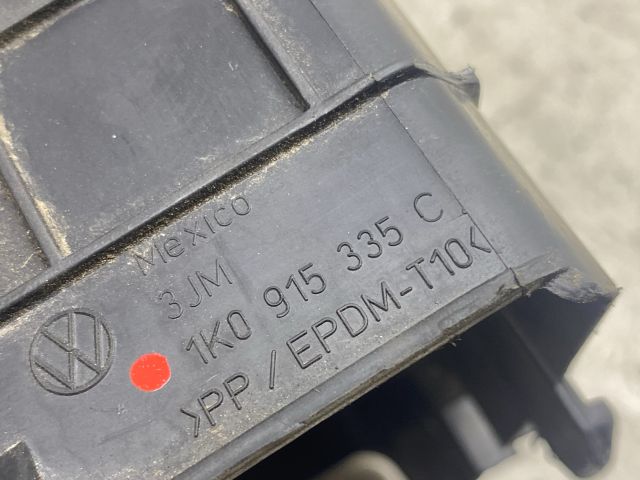 Mexico
3JM
1K0 915 335 C
>PP / EPDM-T10<